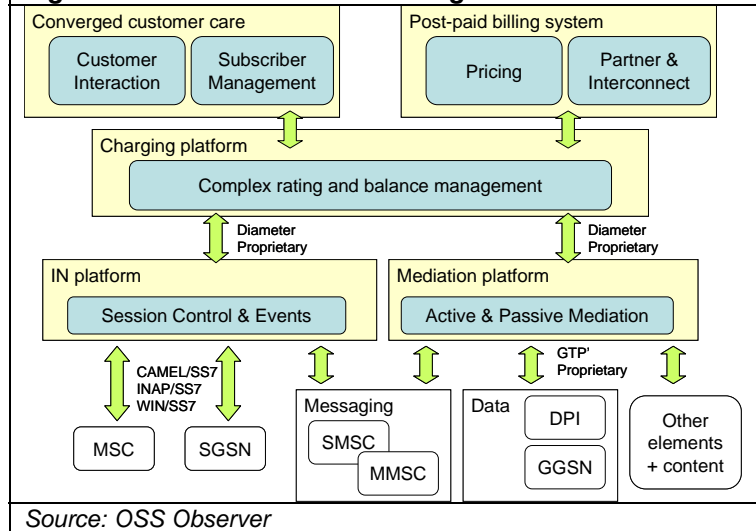 Converged customer care
Customer
Interaction
Subscriber
Management
Post-paid billing system
Pricing
Partner &
Interconnect
Charging platform
Complex rating and balance management
Diameter
Proprietary
Diameter
Proprietary
IN platform
Session Control & Events
Mediation platform
Active & Passive Mediation
CAMEL/SS7
INAP/SS7
WIN/SS7
GTP'
Proprietary
MSC
SGSN
Messaging
SMSC
MMSC
Data
DPI
GGSN
Other
elements
+ content
Source: OSS Observer